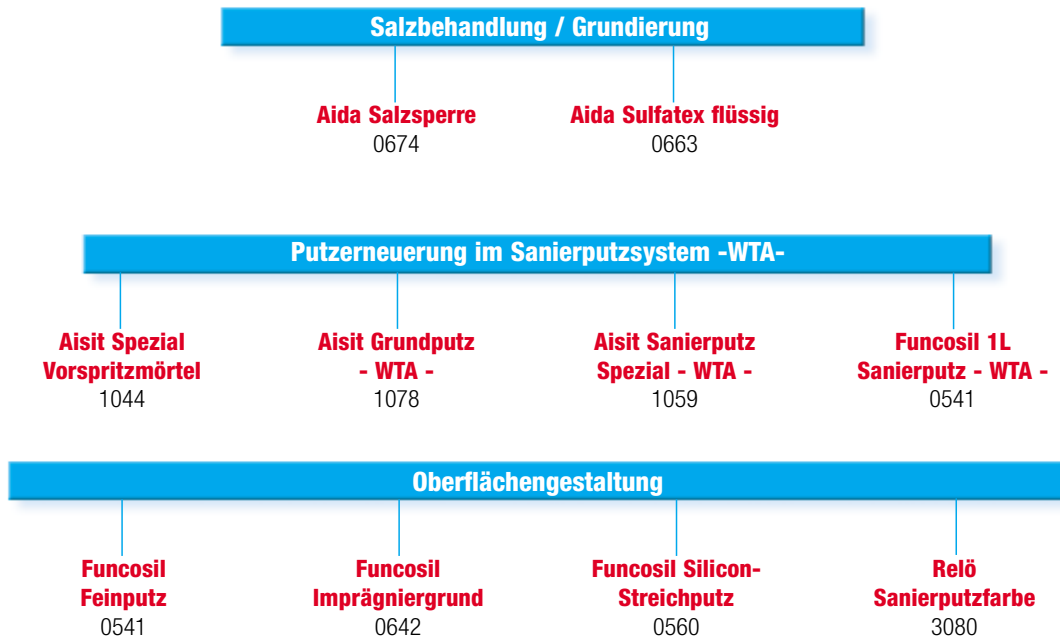 Salzbehandlung / Grundierung
Aida Salzsperre
0674
Aida Sulfatex flüssig
0663
Putzerneuerung im Sanierputzsystem -WTA-
Aisit Spezial
Vorspritzmörtel
1044
Aisit Grundputz
- WTA -
1078
Aisit Sanierputz
Spezial - WTA -
1059
Funcosil 1L
Sanierputz - WTA -
0541
Oberflächengestaltung
Funcosil
Feinputz
0541
Funcosil
Imprägniergrund
0642
Funcosil Silicon-
Streichputz
0560
Relö
Sanierputzfarbe
3080